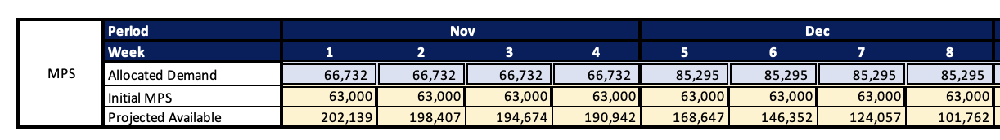 Period Nov Dec
Week 1 2 3 4 5 6 7 8
MPS
Allocated Demand 66,732 66,732 66,732 66,732 85,295 85,295 85,295 85,295
Initial MPS 63,000 63,000 63,000 63,000 63,000 63,000 63,000 63,000
Projected Available 202,139 198,407 194,674 190,942 168,647 146,352 124,057 101,762